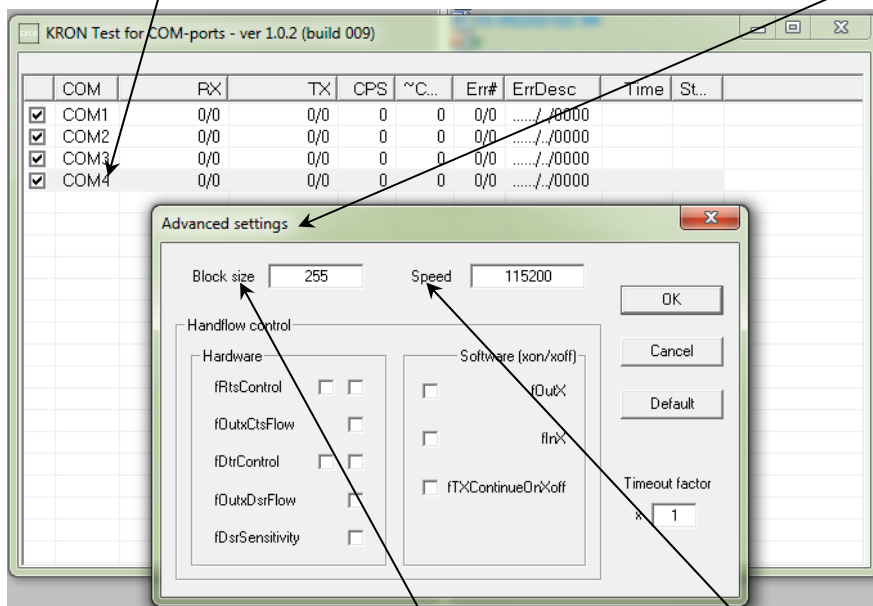 KRON Test for COM-ports - ver 1.0.2 (build 009)
COM RX TX CPS ~C... Err# ErrDesc Time St...
COM1 0/0 0/0 0 0 0/0 ....../../0000
COM2 0/0 0/0 0 0 0/0 ....../../0000
COM3 0/0 0/0 0 0 0/0 ....../../0000
COM4 0/0 0/0 0 0 0/0 ....../../0000
Advanced settings
Block size 255 Speed 115200
OK
Handflow control
Hardware Software (xon/xoff)
Cancel
fRtsControl fOutX
Default
fOutxCtsFlow fInX
fDtrControl
fOutxDsrFlow fTXContinueOnXoff
Timeout factor
x 1
fDsrSensitivity